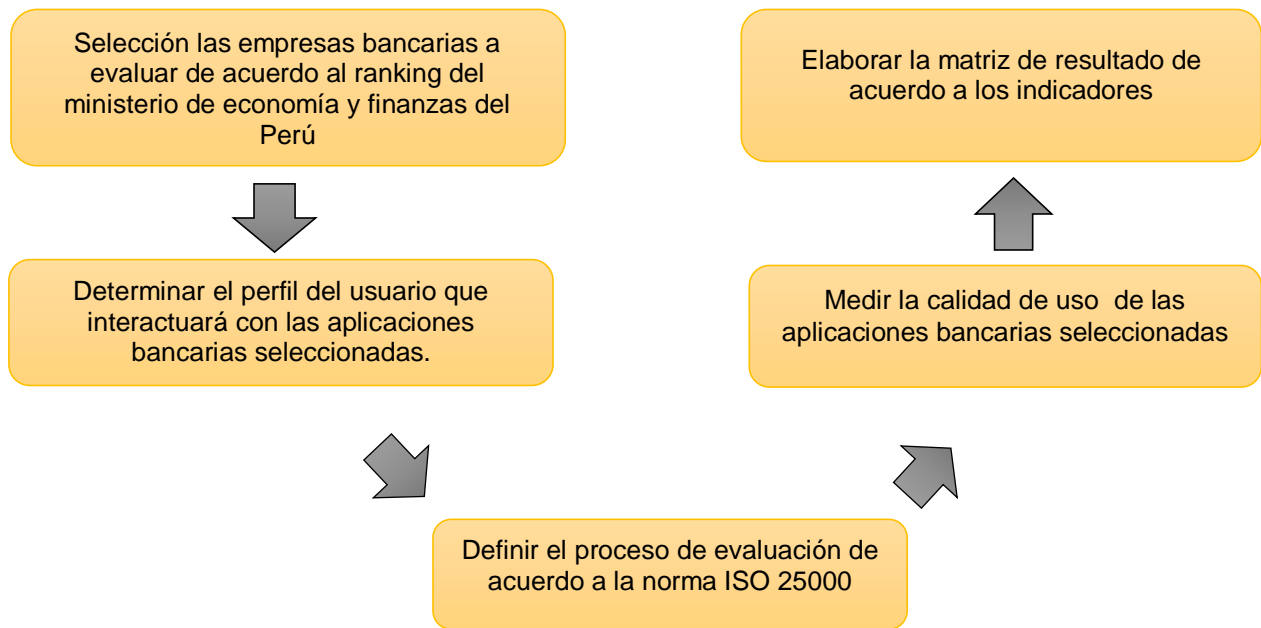 Selección las empresas bancarias a
evaluar de acuerdo al ranking del
ministerio de economía y finanzas del
Perú
Determinar el perfil del usuario que
interactuará con las aplicaciones
bancarias seleccionadas.
Definir el proceso de evaluación de
acuerdo a la norma ISO 25000
Medir la calidad de uso de las
aplicaciones bancarias seleccionadas
Elaborar la matriz de resultado de
acuerdo a los indicadores